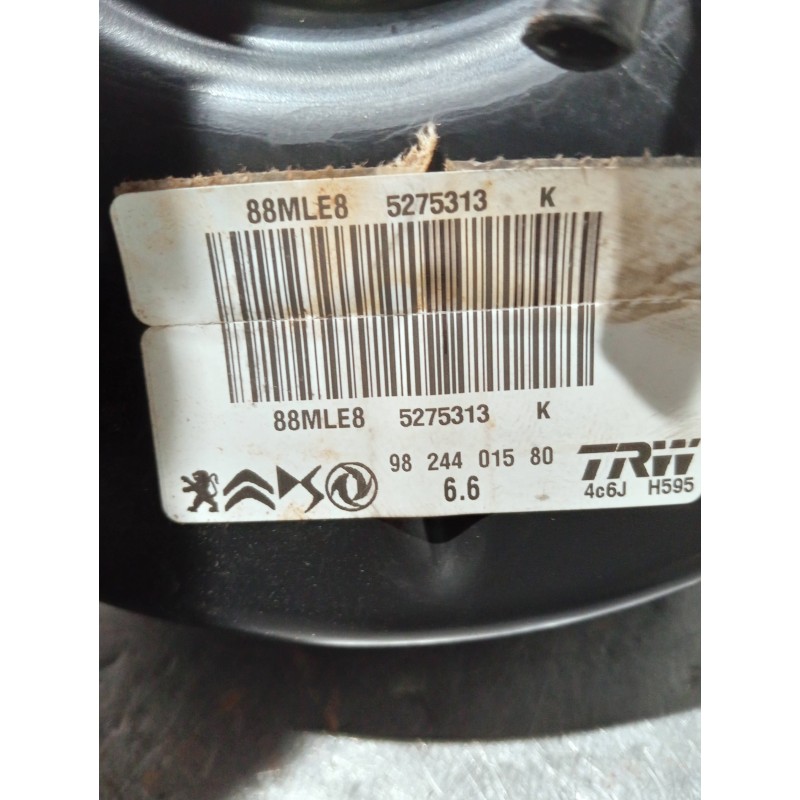 88MLE8 5275313 K
88MLE8 5275313 K
98 244 015 80
6.6
TRW
4c6J H595